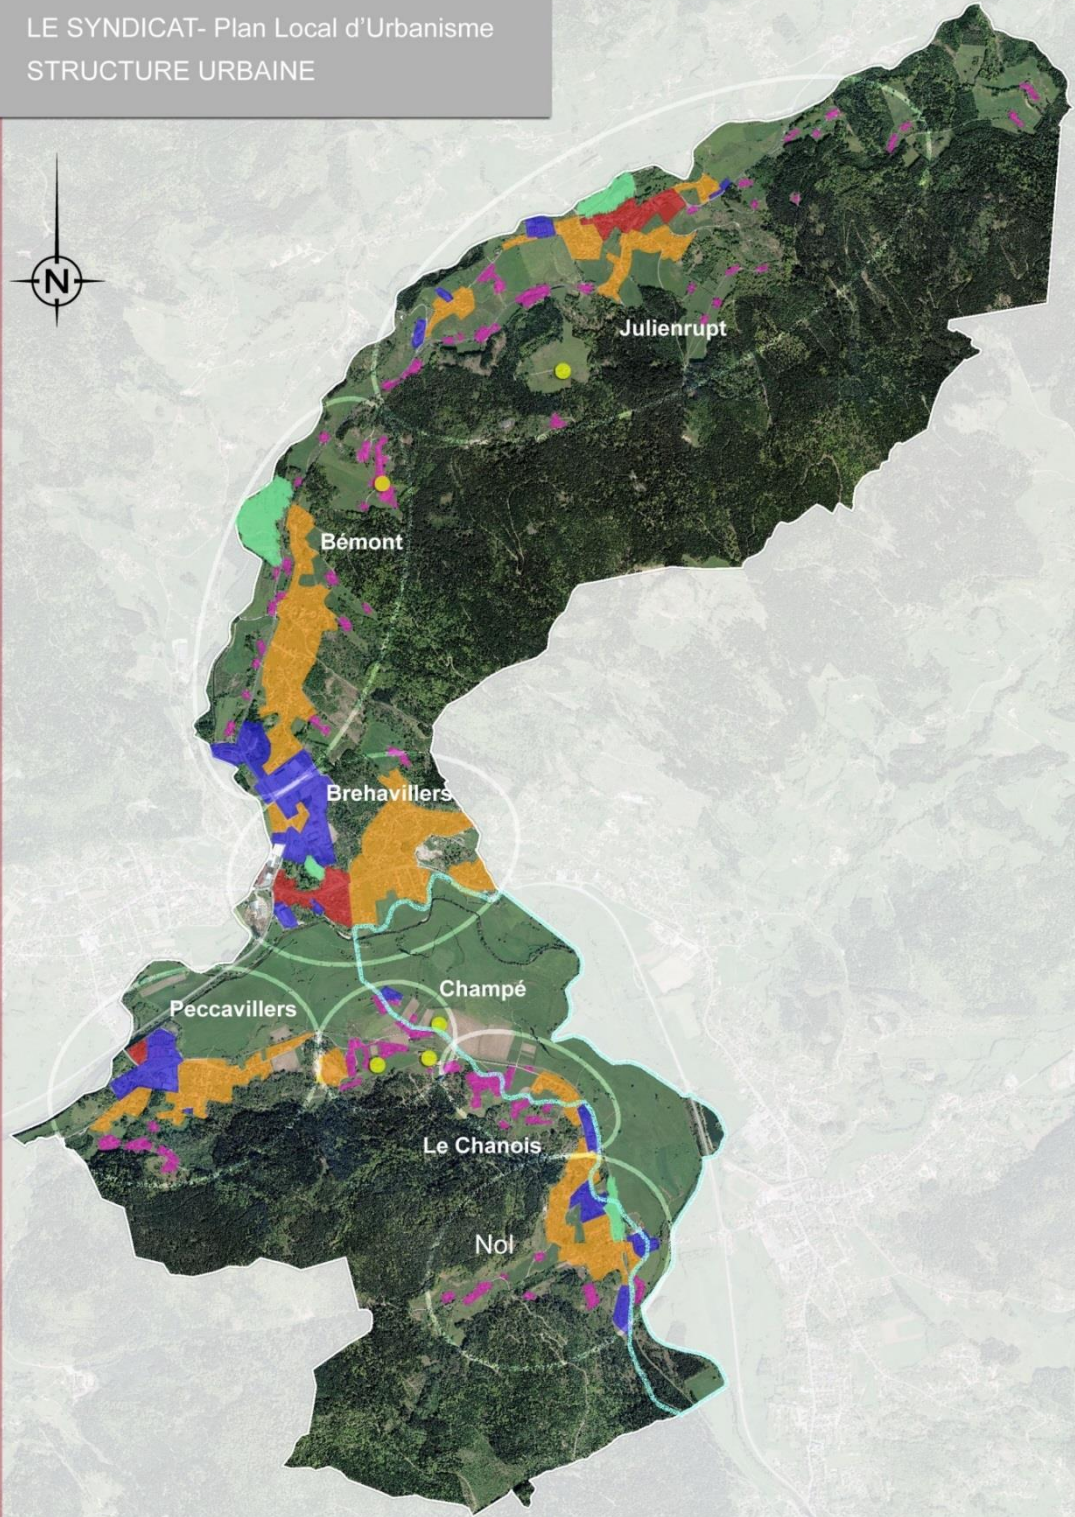 LE SYNDICAT- Plan Local d'Urbanisme
STRUCTURE URBAINE
N
Julienrupt
Bémont
Brehavillers
Champé
Peccavillers
Le Chanois
Nol